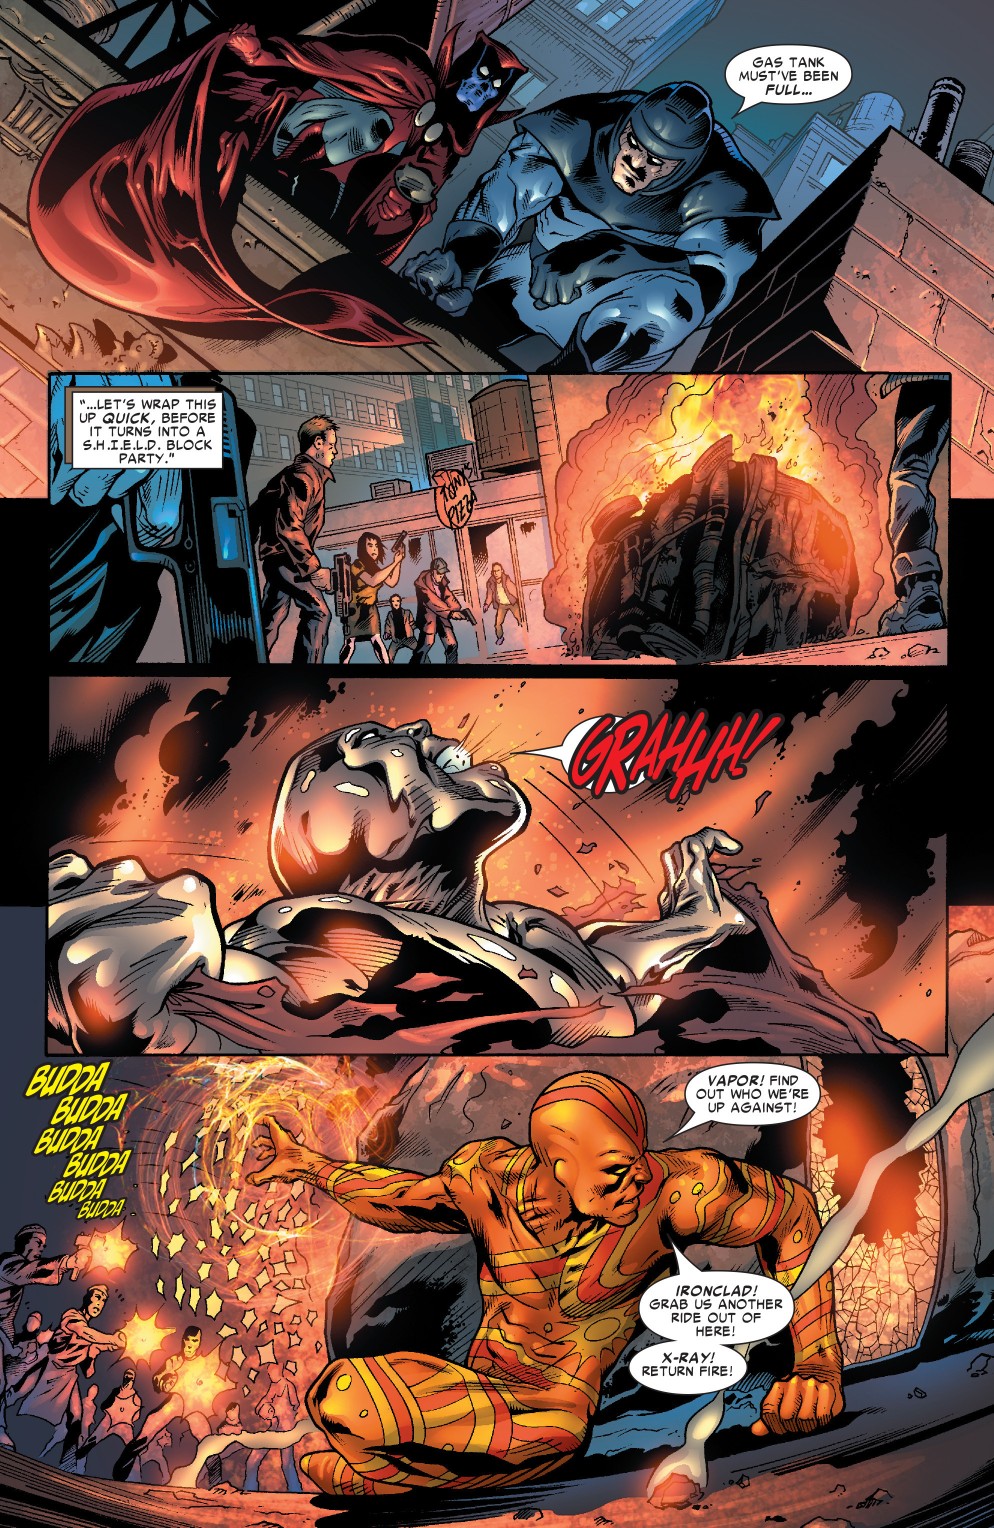 GAS TANK
MUST'VE BEEN
FULL...
"...LET'S WRAP THIS
UP QUICK, BEFORE
IT TURNS INTO A
S.H.I.E.L.D. BLOCK
PARTY."
TONY
PIZZA
GRAHHH!
BUDDA
BUDDA
BUDDA
BUDDA
BUDDA
BUDDA
VAPOR! FIND
OUT WHO WE'RE
UP AGAINST!
IRONCLAD!
GRAB US ANOTHER
RIDE OUT OF
HERE!
X-RAY!
RETURN FIRE!